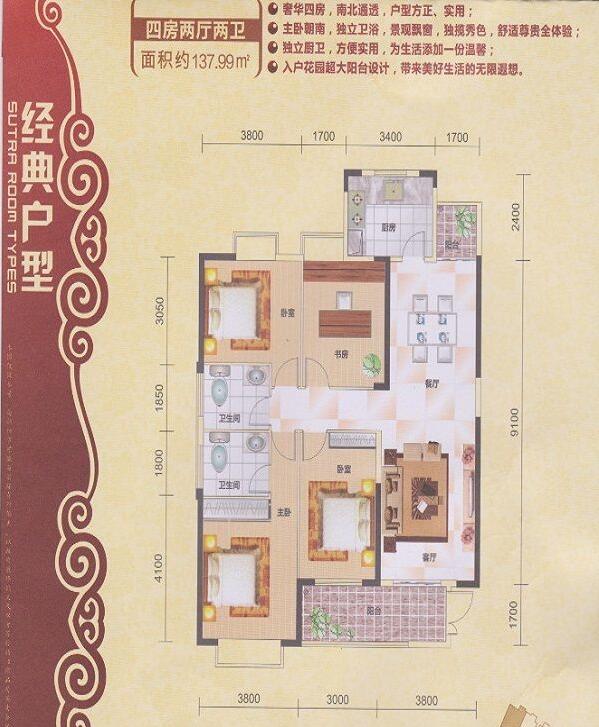 四房两厅两卫
面积约137.99㎡
奢华四房，南北通透，户型方正、实用；
主卧朝南，独立卫浴，景观飘窗，独揽秀色，舒适尊贵全体验；
独立厨卫，方便实用，为生活添加一份温馨；
入户花园超大阳台设计，带来美好生活的无限遐想。
经典户型
SUTRA ROOM TYPES
3800 1700 3400 1700
2400
厨房
阳台
3050
卧室
书房
餐厅
1850
卫生间
9100
1800
卫生间
卧室
主卧
4100
客厅
阳台
1700
3800 3000 3800